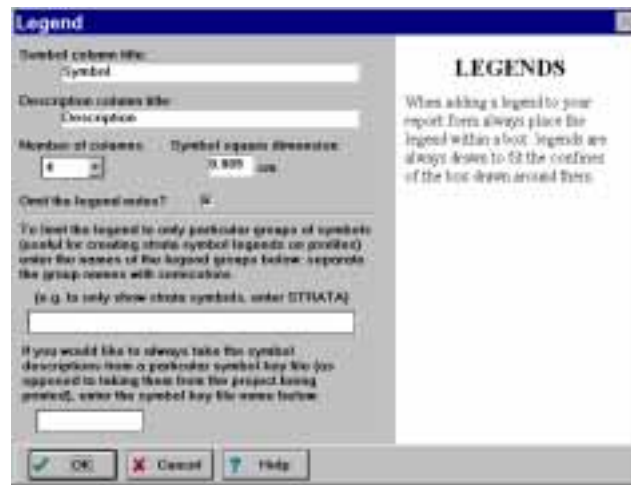 Legend
Symbol column title:
Symbol
Description column title:
Description
Number of columns
Symbol square dimension
4
cm
Omit the legend notes?
To limit the legend to only particular groups of symbols
(useful for creating strata symbol legends on profiles)
enter the names of the legend groups below: separate
the group names with
(e.g. to only show strata symbols, enter STRATA)
If you would like to always take the symbol
descriptions from a particular symbol key file (as
opposed to taking them from the project being
printed), enter the symbol key file name below
OK
Cancel
Help
LEGENDS
When adding a legend to your
report form always place the
legend within a box. legends are
always drawn to fit the confines
of the box drawn around them.